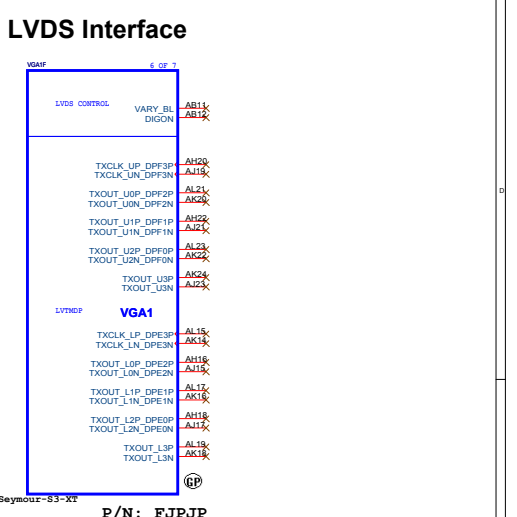 LVDS Interface
VGA1F 6 OF 7
LVDS CONTROL
VARY_BL AB11
DIGON AB12
TXCLK_UP_DPF3P AH20
TXCLK_UN_DPF3N AJ19
TXOUT_U0P_DPF2P AL21
TXOUT_U0N_DPF2N AK20
TXOUT_U1P_DPF1P AH22
TXOUT_U1N_DPF1N AJ21
TXOUT_U2P_DPF0P AL23
TXOUT_U2N_DPF0N AK22
TXOUT_U3P AK24
TXOUT_U3N AJ23
LVTMDP VGA1
TXCLK_LP_DPE3P AL15
TXCLK_LN_DPE3N AK14
TXOUT_L0P_DPE2P AH16
TXOUT_L0N_DPE2N AJ15
TXOUT_L1P_DPE1P AL17
TXOUT_L1N_DPE1N AK16
TXOUT_L2P_DPE0P AH18
TXOUT_L2N_DPE0N AJ17
TXOUT_L3P AL19
TXOUT_L3N AK18
GP
Seymour-S3-XT
P/N: FJPJP
D